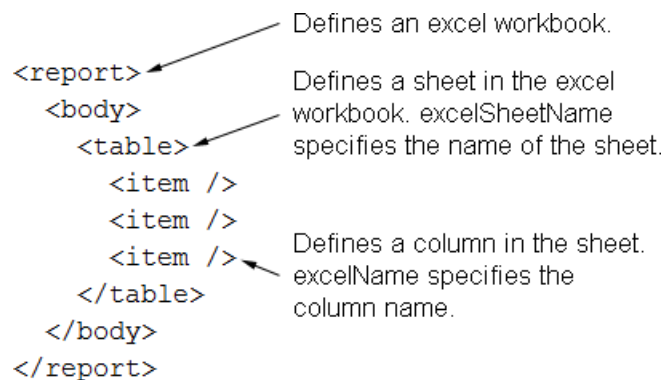 Defines an excel workbook.
<report>
Defines a sheet in the excel
<body>
workbook. excelSheetName
<table>
specifies the name of the sheet.
<item />
<item />
<item />
Defines a column in the sheet.
excelName specifies the
</table>
column name.
</body>
</report>